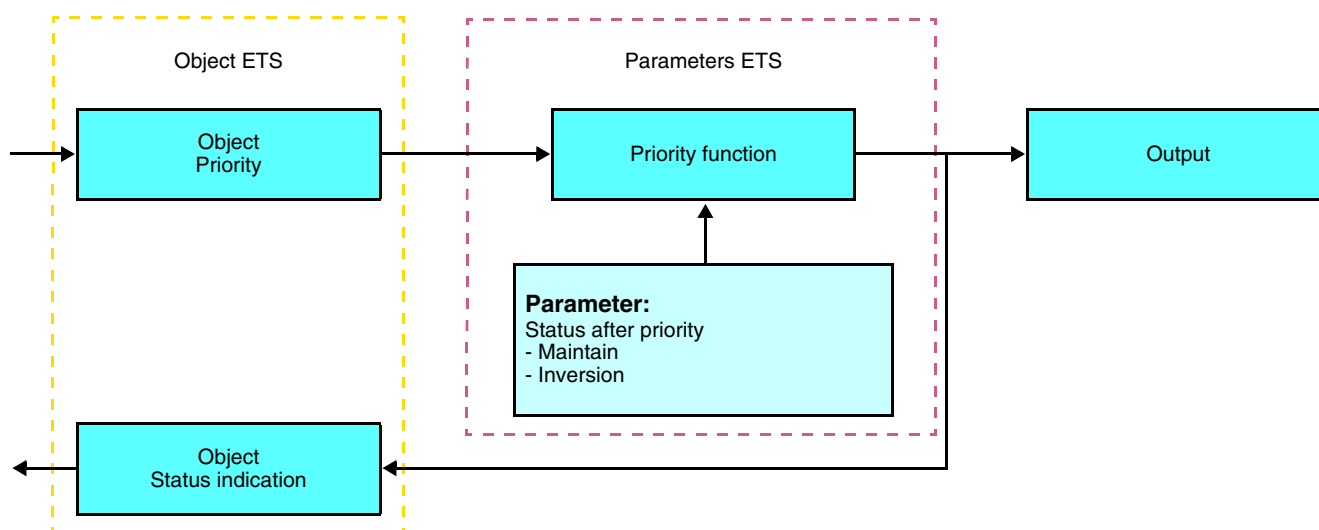 Object ETS
Parameters ETS
Object
Priority
Priority function
Output
Parameter:
Status after priority
- Maintain
- Inversion
Object
Status indication